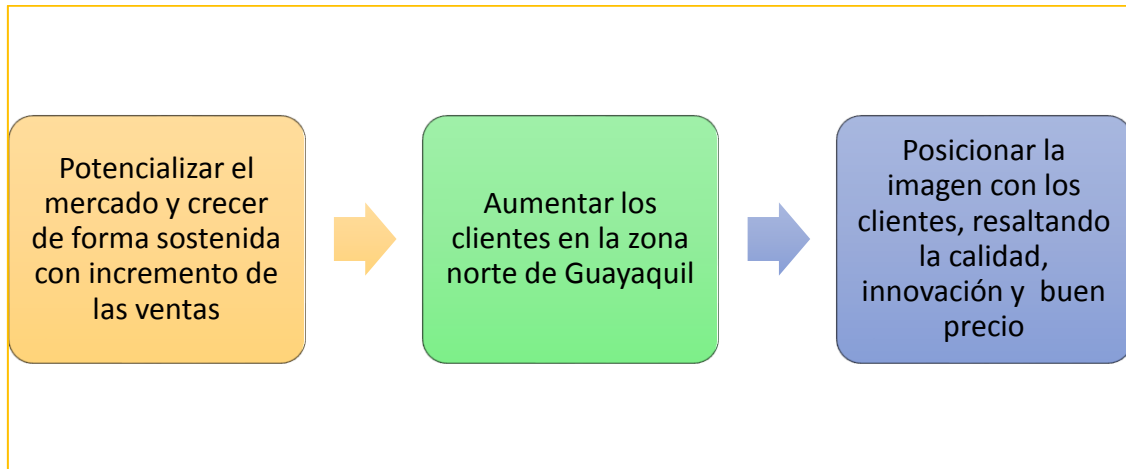 Potencializar el
mercado y crecer
de forma sostenida
con incremento de
las ventas
Aumentar los
clientes en la zona
norte de Guayaquil
Posicionar la
imagen con los
clientes, resaltando
la calidad,
innovación y  buen
precio